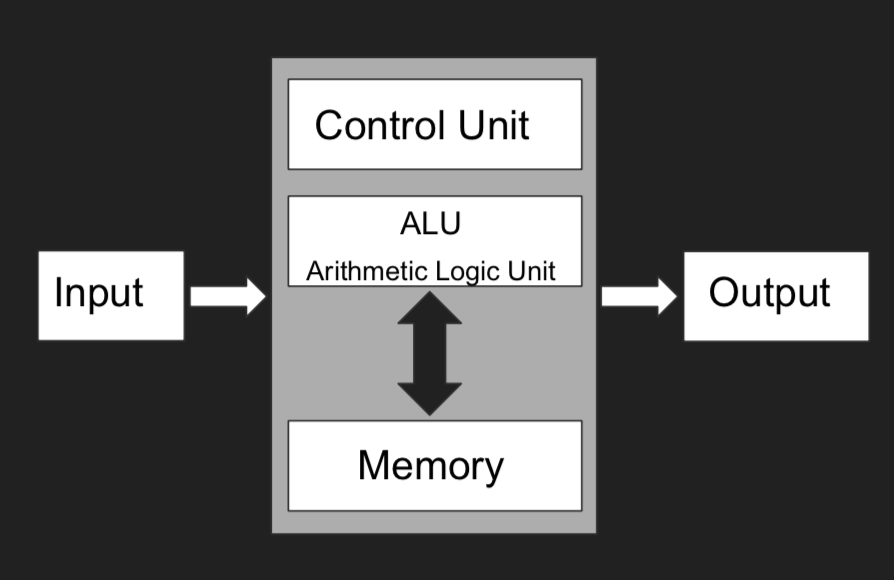 Control Unit
ALU
Arithmetic Logic Unit
Input
Output
Memory